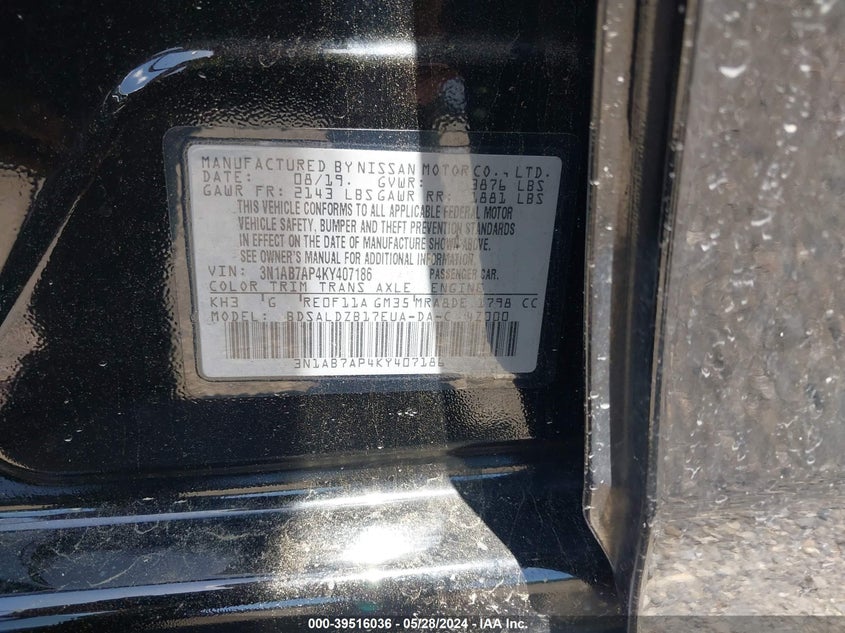 MANUFACTURED BY NISSAN MOTOR CO., LTD.
DATE: 08/19. GVWR: 3876 LBS
GAWR FR: 2143 LBS GAWR RR: 1881 LBS
THIS VEHICLE CONFORMS TO ALL APPLICABLE FEDERAL MOTOR
VEHICLE SAFETY, BUMPER AND THEFT PREVENTION STANDARDS
IN EFFECT ON THE DATE OF MANUFACTURE SHOWN ABOVE.
SEE OWNER'S MANUAL FOR ADDITIONAL INFORMATION.
VIN: 3N1AB7AP4KY407186 PASSENGER CAR.
COLOR TRIM TRANS AXLE ENGINE
KH3 G RE0F11A GM35 MRA8DE 1798 CC
MODEL: BDSALDZB17EUA-DA-C
3N1AB7AP4KY407186
000-39516036 - 05/28/2024 - IAA Inc.